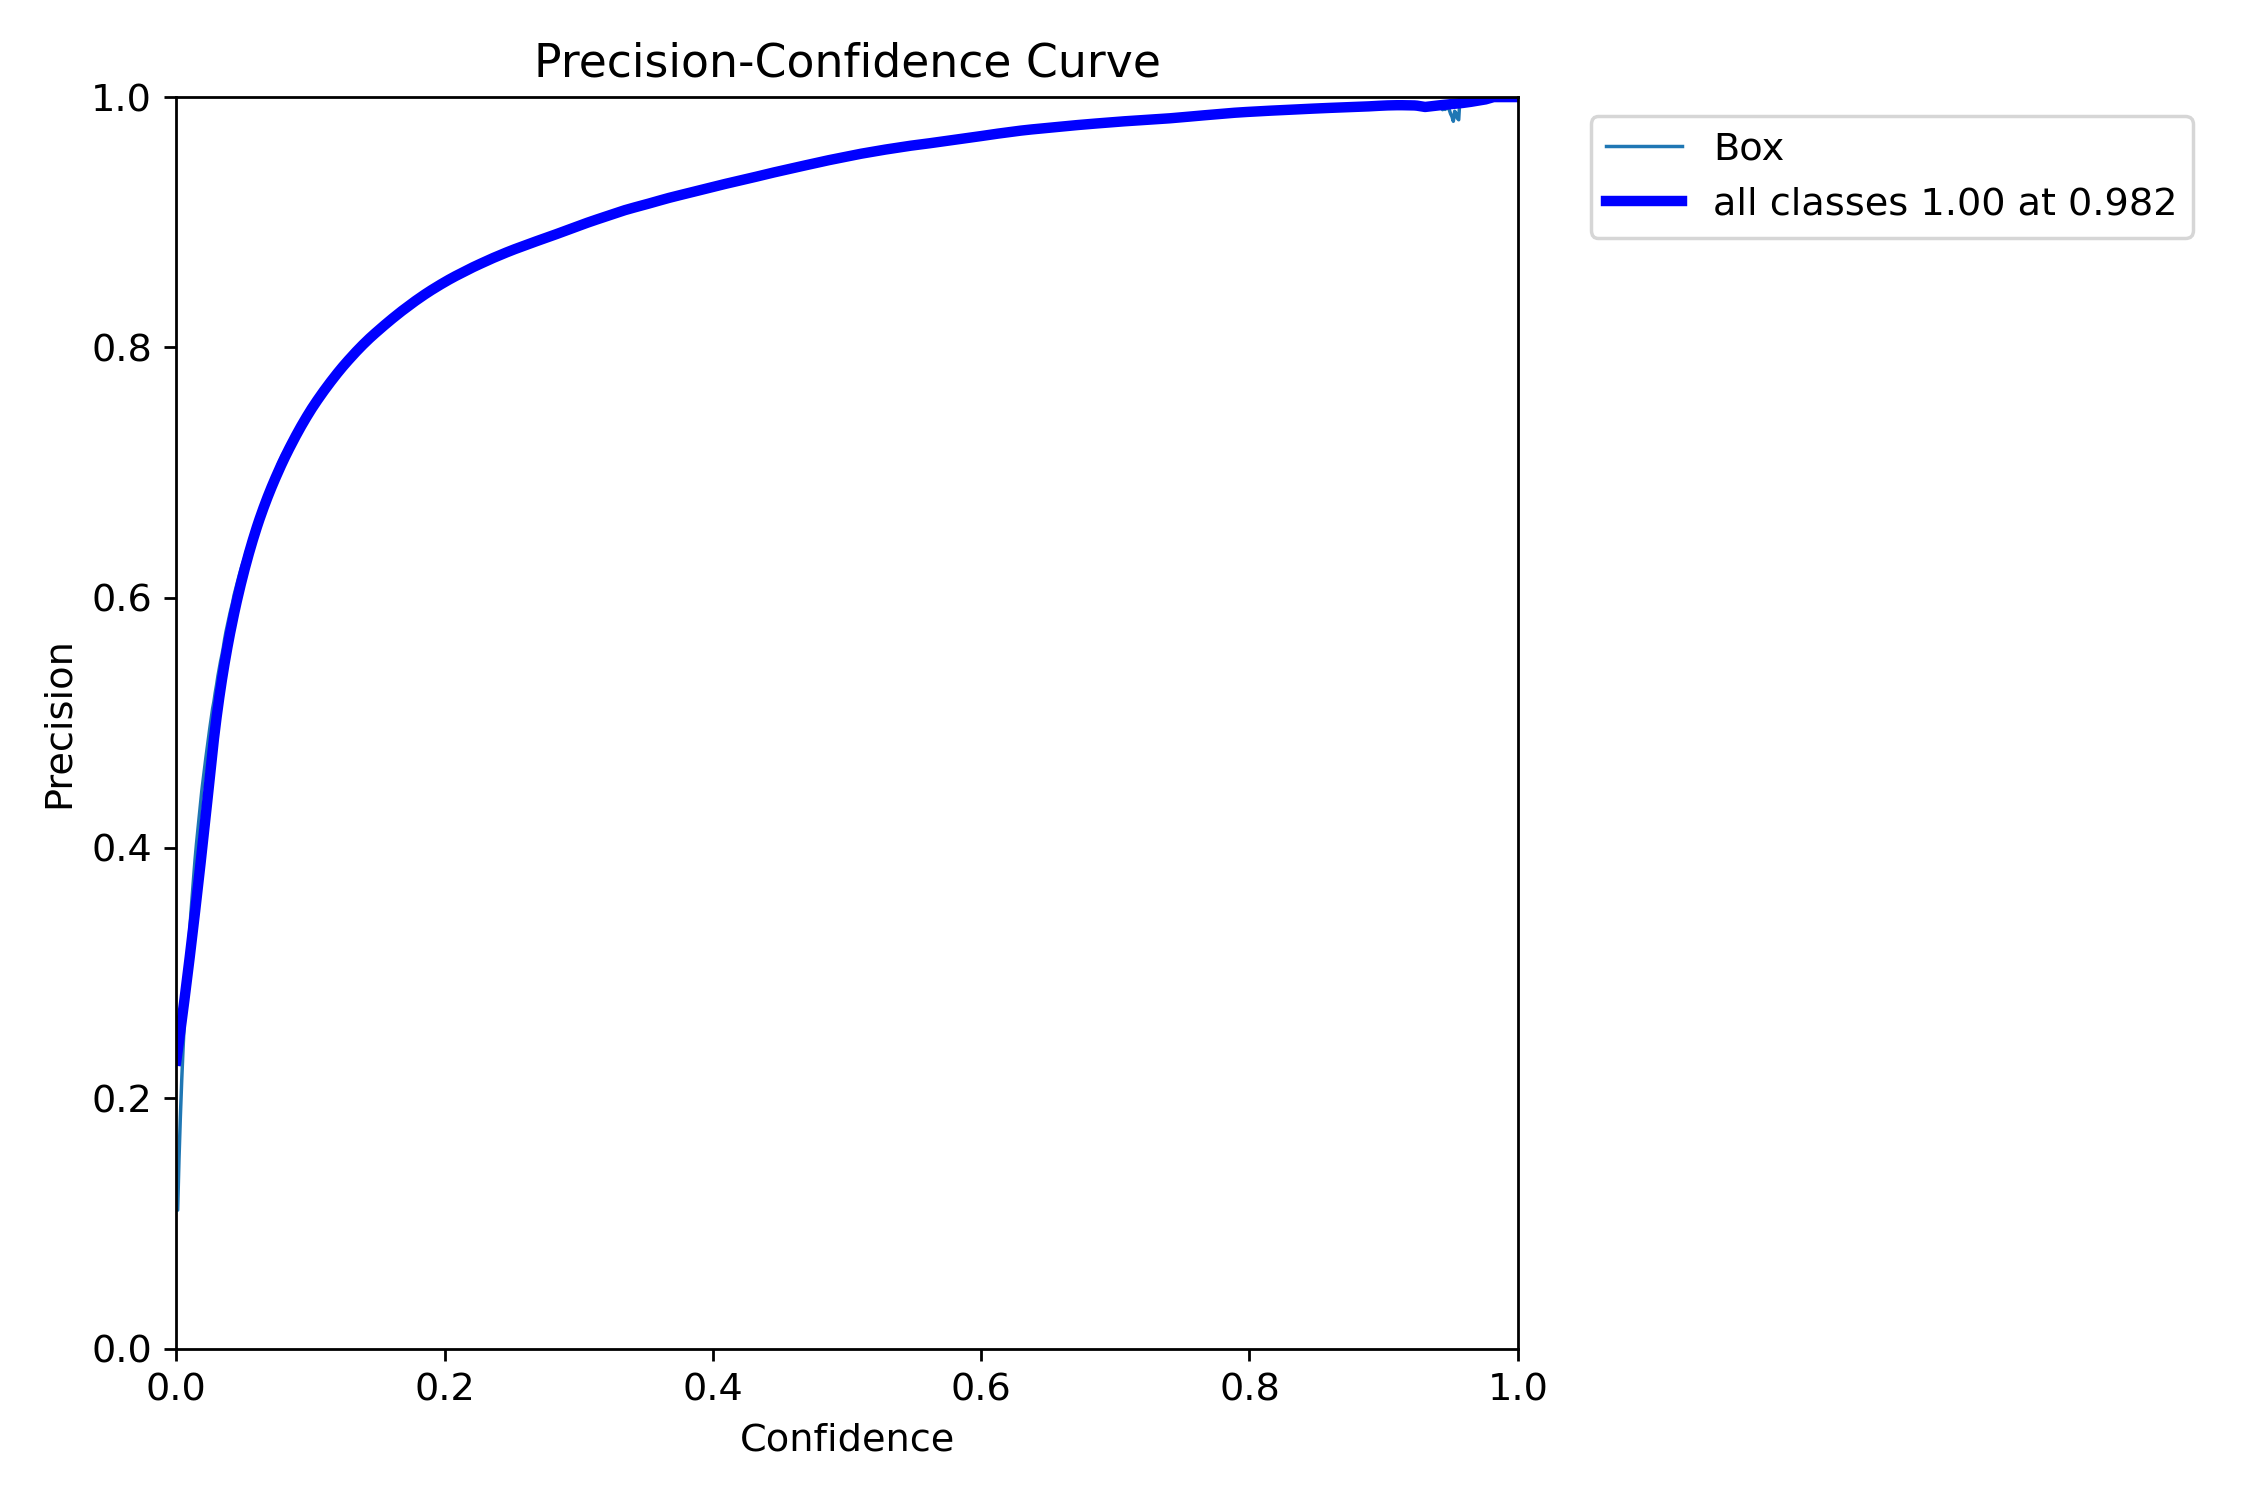 Precision-Confidence Curve
1.0
0.8
0.6
0.4
0.2
0.0
Precision
0.0 0.2 0.4 0.6 0.8 1.0
Confidence
Box
all classes 1.00 at 0.982